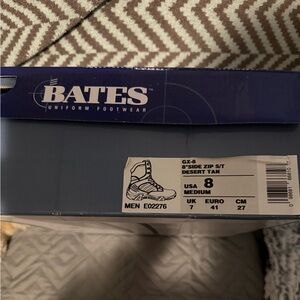 BATES
UNIFORM FOOTWEAR
GX-8
8" SIDE ZIP S/T
DESERT TAN
USA 8
MEDIUM
UK EURO CM
7 41 27
MEN E02276